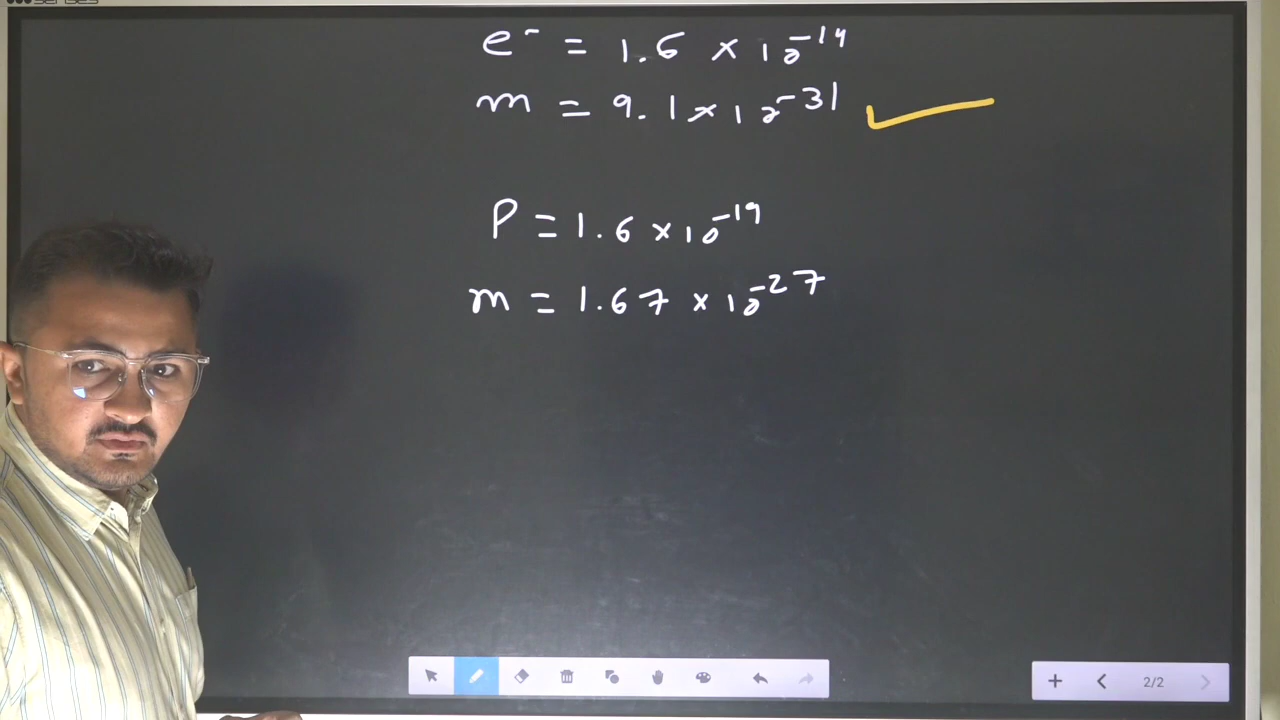 e⁻ = 1.6 × 10⁻¹⁹
m = 9.1 × 10⁻³¹
P = 1.6 × 10⁻¹⁹
m = 1.67 × 10⁻²⁷
2/2